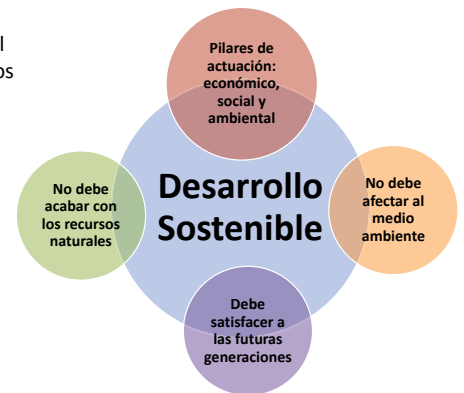 Pilares de
actuación:
económico,
social y
ambiental
Desarrollo
Sostenible
No debe
acabar con
los recursos
naturales
No debe
afectar al
medio
ambiente
Debe
satisfacer a
las futuras
generaciones